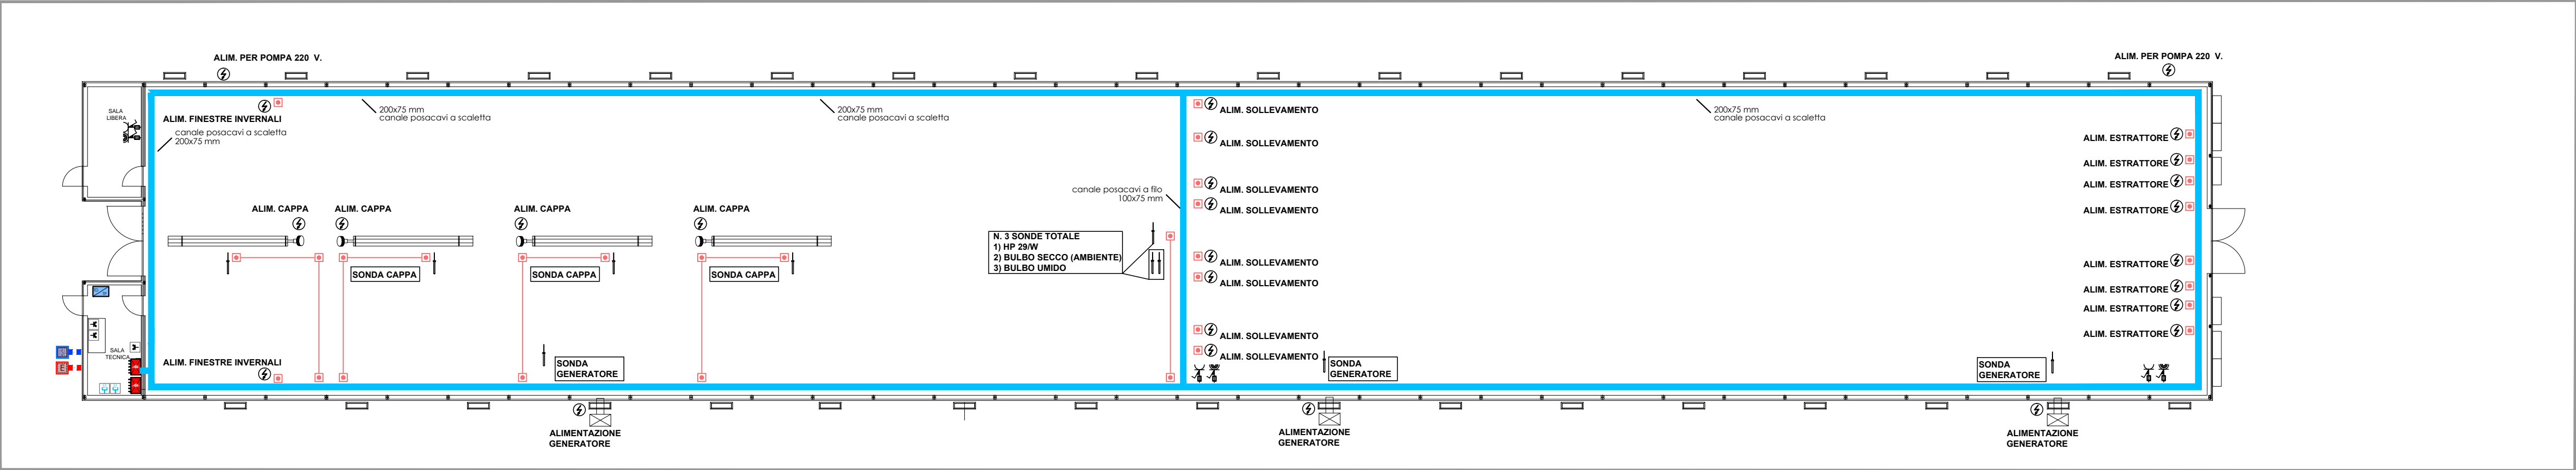 ALIM. PER POMPA 220 V.
ALIM. PER POMPA 220 V.
SALA
LIBERA
ALIM. FINESTRE INVERNALI
canale posacavi a scaletta
200x75 mm
200x75 mm
canale posacavi a scaletta
200x75 mm
canale posacavi a scaletta
200x75 mm
canale posacavi a scaletta
ALIM. SOLLEVAMENTO
ALIM. SOLLEVAMENTO
ALIM. SOLLEVAMENTO
ALIM. SOLLEVAMENTO
ALIM. SOLLEVAMENTO
ALIM. SOLLEVAMENTO
ALIM. SOLLEVAMENTO
ALIM. SOLLEVAMENTO
ALIM. ESTRATTORE
ALIM. ESTRATTORE
ALIM. ESTRATTORE
ALIM. ESTRATTORE
ALIM. ESTRATTORE
ALIM. ESTRATTORE
ALIM. ESTRATTORE
ALIM. ESTRATTORE
canale posacavi a filo
100x75 mm
ALIM. CAPPA
ALIM. CAPPA
ALIM. CAPPA
ALIM. CAPPA
N. 3 SONDE TOTALE
1) HP 29/W
2) BULBO SECCO (AMBIENTE)
3) BULBO UMIDO
SONDA CAPPA
SONDA CAPPA
SONDA CAPPA
SALA
TECNICA
E
ALIM. FINESTRE INVERNALI
SONDA
GENERATORE
SONDA
GENERATORE
SONDA
GENERATORE
ALIMENTAZIONE
GENERATORE
ALIMENTAZIONE
GENERATORE
ALIMENTAZIONE
GENERATORE